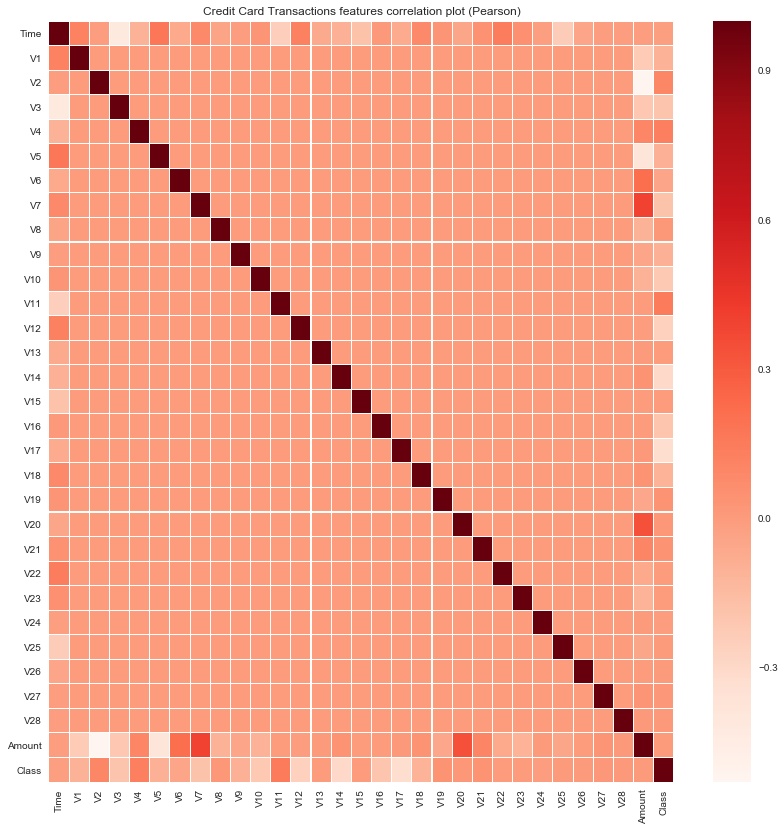 Credit Card Transactions features correlation plot (Pearson)
Time
V1
V2
V3
V4
V5
V6
V7
V8
V9
V10
V11
V12
V13
V14
V15
V16
V17
V18
V19
V20
V21
V22
V23
V24
V25
V26
V27
V28
Amount
Class
Time V1 V2 V3 V4 V5 V6 V7 V8 V9 V10 V11 V12 V13 V14 V15 V16 V17 V18 V19 V20 V21 V22 V23 V24 V25 V26 V27 V28 Amount Class
0.9
0.6
0.3
0.0
−0.3